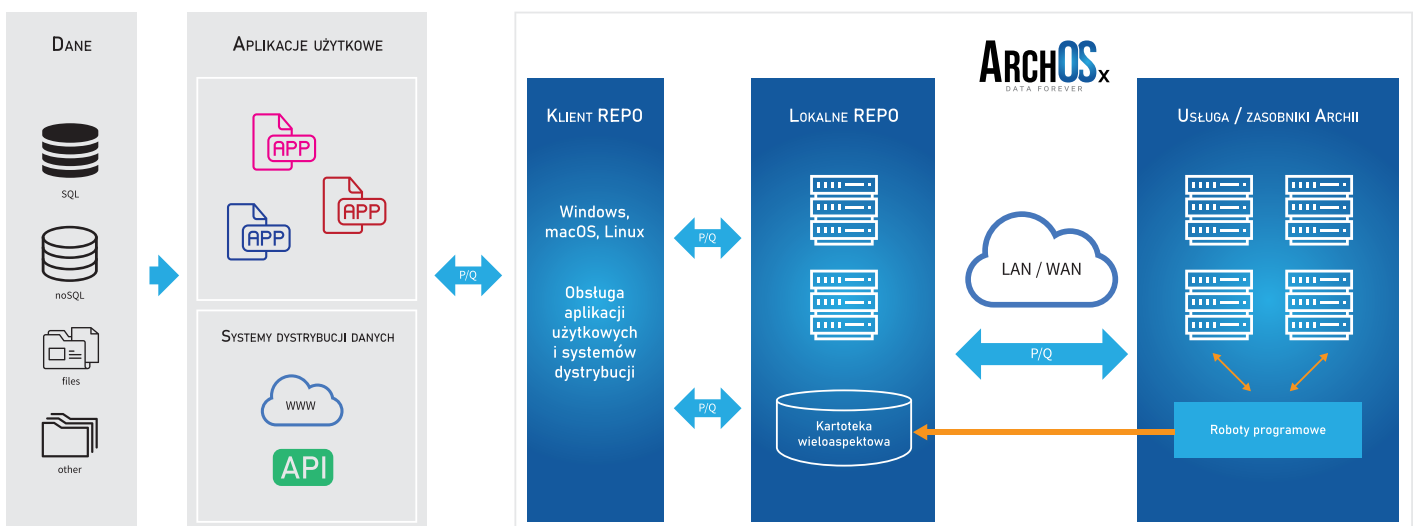 DANE
SQL
noSQL
files
other
APLIKACJE UŻYTKOWE
APP
APP
APP
SYSTEMY DYSTRYBUCJI DANYCH
WWW
API
P/Q
ARCHOSx
DATA FOREVER
KLIENT REPO
Windows,
macOS, Linux
Obsługa
aplikacji
użytkowych
i systemów
dystrybucji
P/Q
P/Q
LOKALNE REPO
Kartoteka
wieloaspektowa
LAN / WAN
P/Q
USŁUGA / ZASOBNIKI ARCHII
Roboty programowe